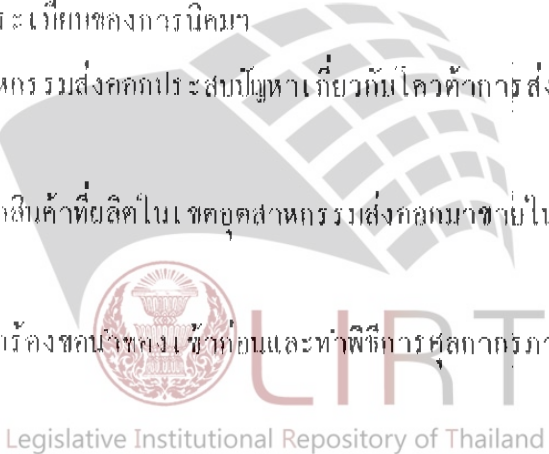 ระเบียบของการนิคมฯ
หกรรมส่งออกประสบปัญหาเกี่ยวกับโควต้าการส่ง
สินค้าที่ผลิตในเขตอุตสาหกรรมส่งออกมาขายใน
ร้องขอนำของเข้าก่อนและทำพิธีการศุลกากรภา
LIRT
Legislative Institutional Repository of Thailand